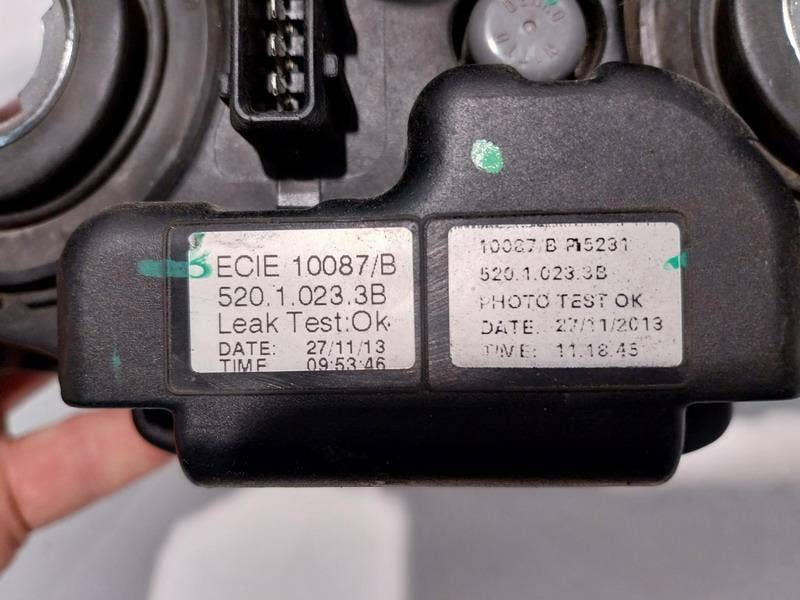 ECIE 10087/B
520.1.023.3B
Leak Test:Ok
DATE: 27/11/13
TIME 09:53:46
10087/B P15231
520.1.023.3B
PHOTO TEST OK
DATE: 27/11/2013
TIME: 11.18.45